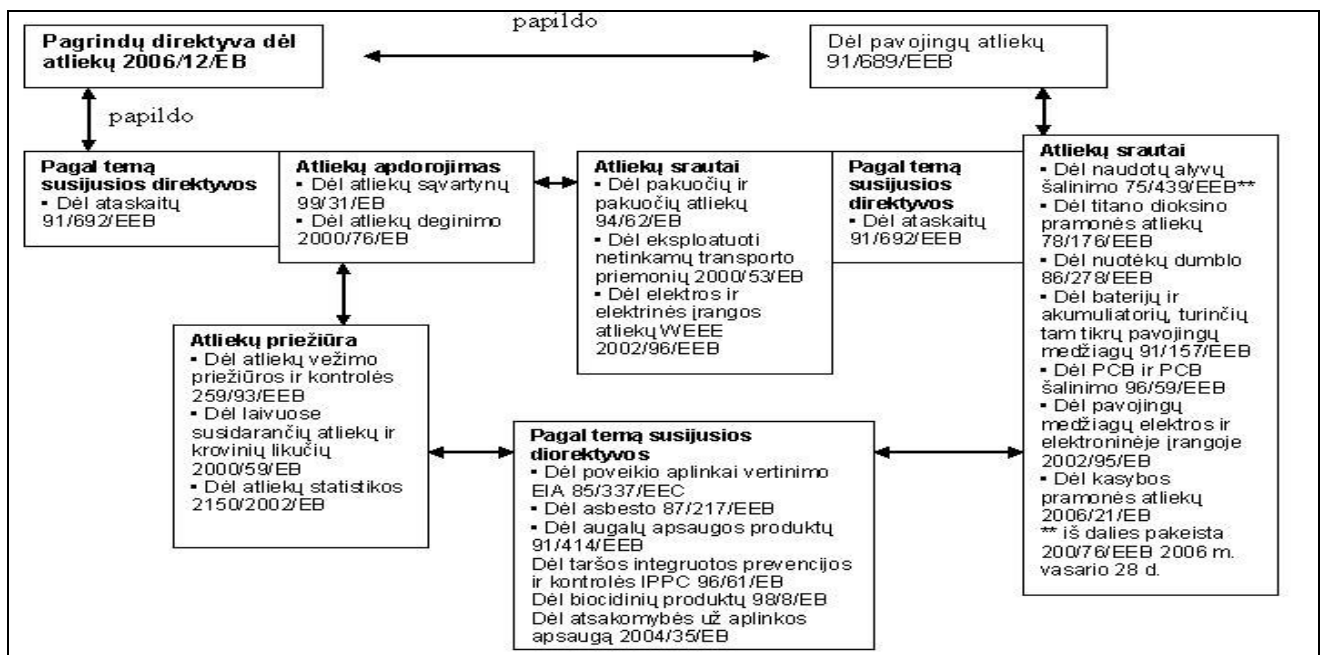 papildo
Pagrindų direktyva dėl
atliekų 2006/12/EB
Dėl pavojingų atliekų
91/689/EEB
papildo
Pagal temą
susijusios direktyvos
▪ Dėl ataskaitų
91/692/EEB
Atliekų apdorojimas
▪ Dėl atliekų sąvartynų
99/31/EB
▪ Dėl atliekų deginimo
2000/76/EB
Atliekų srautai
▪ Dėl pakuočių ir
pakuočių atliekų
94/62/EB
▪ Dėl eksploatuoti
netinkamų transporto
priemonių 2000/53/EB
▪ Dėl elektros ir
elektrinės įrangos
atliekų WEEE
2002/96/EEB
Pagal temą
susijusios
direktyvos
▪ Dėl ataskaitų
91/692/EEB
Atliekų srautai
▪ Dėl naudotų alyvų
šalinimo 75/439/EEB**
▪ Dėl titano dioksino
pramonės atliekų
78/176/EEB
▪ Dėl nuotėkų dumblo
86/278/EEB
▪ Dėl baterijų ir
akumuliatorių, turinčių
tam tikrų pavojingų
medžiagų 91/157/EEB
▪ Dėl PCB ir PCB
šalinimo 96/59/EEB
▪ Dėl pavojingų
medžiagų elektros ir
elektroninėje įrangoje
2002/95/EB
▪ Dėl kasybos
pramonės atliekų
2006/21/EB
** iš dalies pakeista
200/76/EEB 2006 m.
vasario 28 d.
Atliekų priežiūra
▪ Dėl atliekų vežimo
priežiūros ir kontrolės
259/93/EEB
▪ Dėl laivuose
susidarančių atliekų ir
krovinių likučių
2000/59/EB
▪ Dėl atliekų statistikos
2150/2002/EB
Pagal temą susijusios
diorektyvos
▪ Dėl poveikio aplinkai vertinimo
EIA 85/337/EEC
▪ Dėl asbesto 87/217/EEB
▪ Dėl augalų apsaugos produktų
91/414/EEB
Dėl taršos integruotos prevencijos
ir kontrolės IPPC 96/61/EB
Dėl biocidinių produktų 98/8/EB
Dėl atsakomybės už aplinkos
apsaugą 2004/35/EB